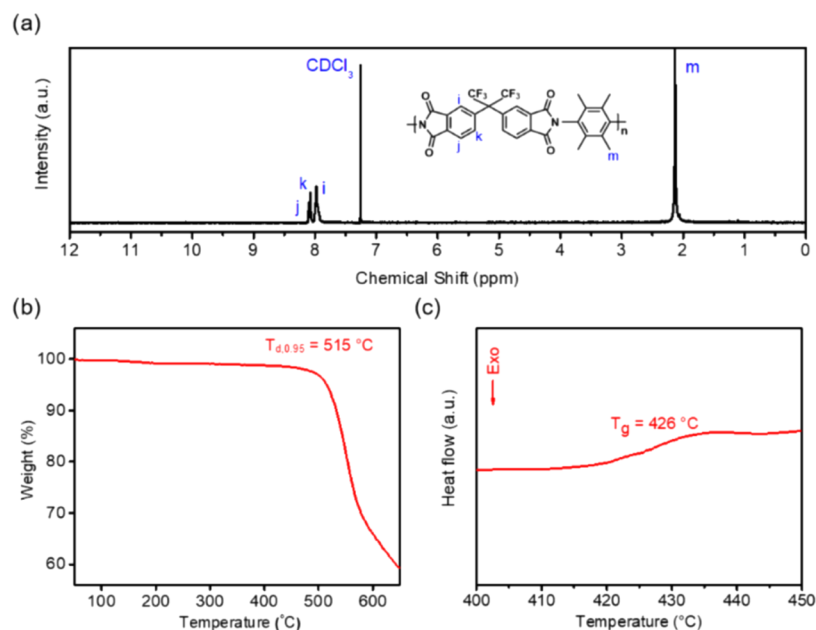 (a)
Intensity (a.u.)
CDCl3
m
k
j
i
CF3 CF3
O
O
O
O
N
N
n
i
k
j
m
12 11 10 9 8 7 6 5 4 3 2 1 0
Chemical Shift (ppm)
(b)
Weight (%)
100
90
80
70
60
Td,0.95 = 515 °C
100 200 300 400 500 600
Temperature (°C)
(c)
Heat flow (a.u.)
Exo
Tg = 426 °C
400 410 420 430 440 450
Temperature (°C)